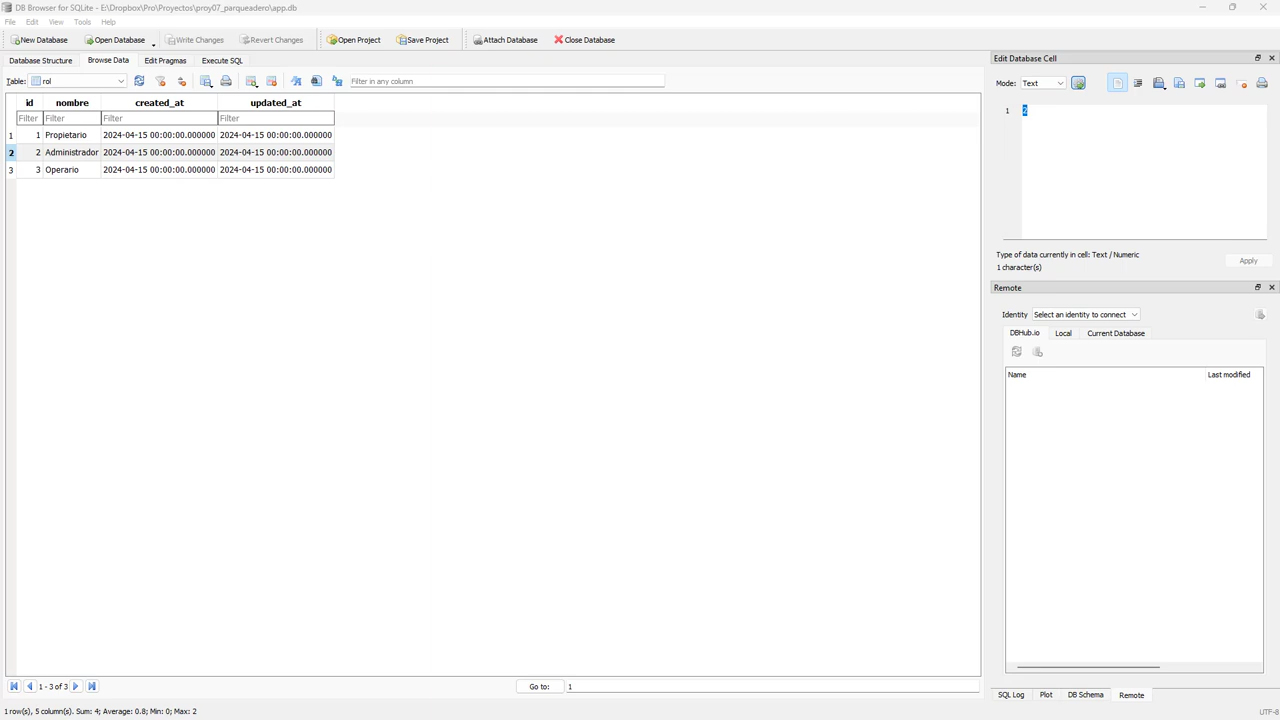 DB Browser for SQLite - E:\Dropbox\Pro\Proyectos\proy07_parqueadero\app.db
File Edit View Tools Help
New Database Open Database Write Changes Revert Changes Open Project Save Project Attach Database Close Database
Database Structure Browse Data Edit Pragmas Execute SQL
Table: rol Filter in any column
id nombre created_at updated_at
Filter Filter Filter Filter
1 1 Propietario 2024-04-15 00:00:00.000000 2024-04-15 00:00:00.000000
2 2 Administrador 2024-04-15 00:00:00.000000 2024-04-15 00:00:00.000000
3 3 Operario 2024-04-15 00:00:00.000000 2024-04-15 00:00:00.000000
1 - 3 of 3 Go to: 1
1 row(s), 5 column(s). Sum: 4; Average: 0.8; Min: 0; Max: 2
Edit Database Cell
Mode: Text
1 2
Type of data currently in cell: Text / Numeric
1 character(s)
Apply
Remote
Identity Select an identity to connect
DBHub.io Local Current Database
Name Last modified
SQL Log Plot DB Schema Remote
UTF-8